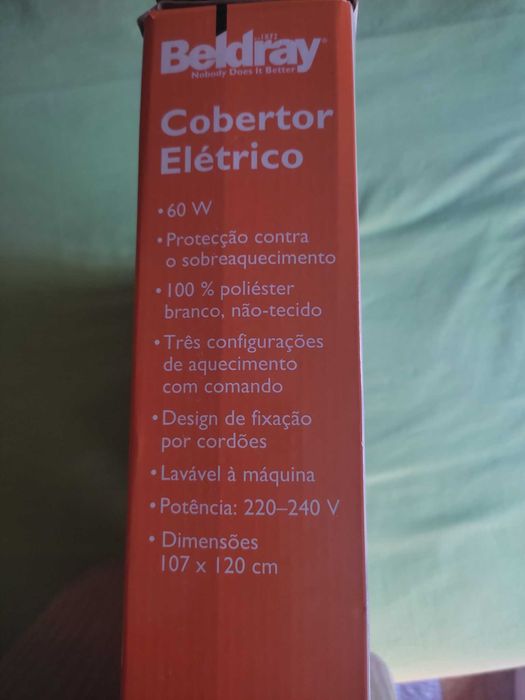 EST 1872
Beldray®
Nobody Does It Better
Cobertor
Elétrico
• 60 W
• Protecção contra
o sobreaquecimento
• 100 % poliéster
branco, não-tecido
• Três configurações
de aquecimento
com comando
• Design de fixação
por cordões
• Lavável à máquina
• Potência: 220–240 V
• Dimensões
107 x 120 cm